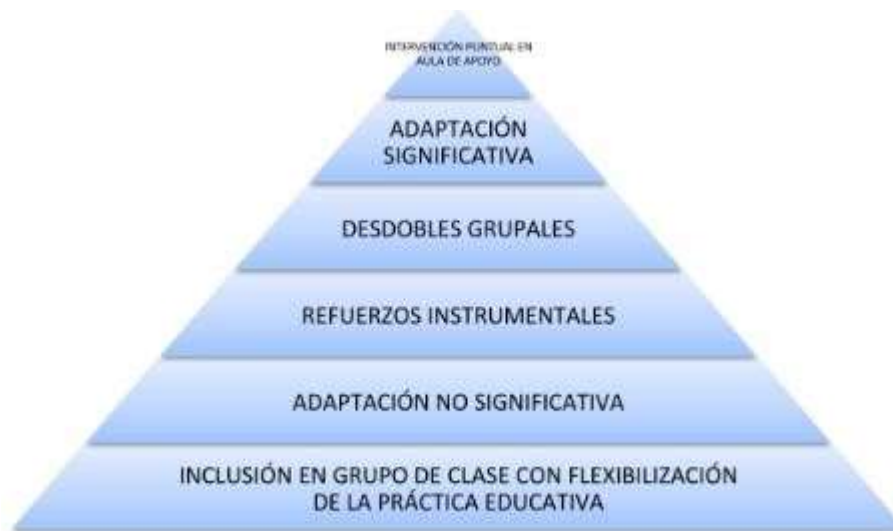 INTERVENCIÓN PUNTUAL EN
AULA DE APOYO
ADAPTACIÓN
SIGNIFICATIVA
DESDOBLES GRUPALES
REFUERZOS INSTRUMENTALES
ADAPTACIÓN NO SIGNIFICATIVA
INCLUSIÓN EN GRUPO DE CLASE CON FLEXIBILIZACIÓN
DE LA PRÁCTICA EDUCATIVA